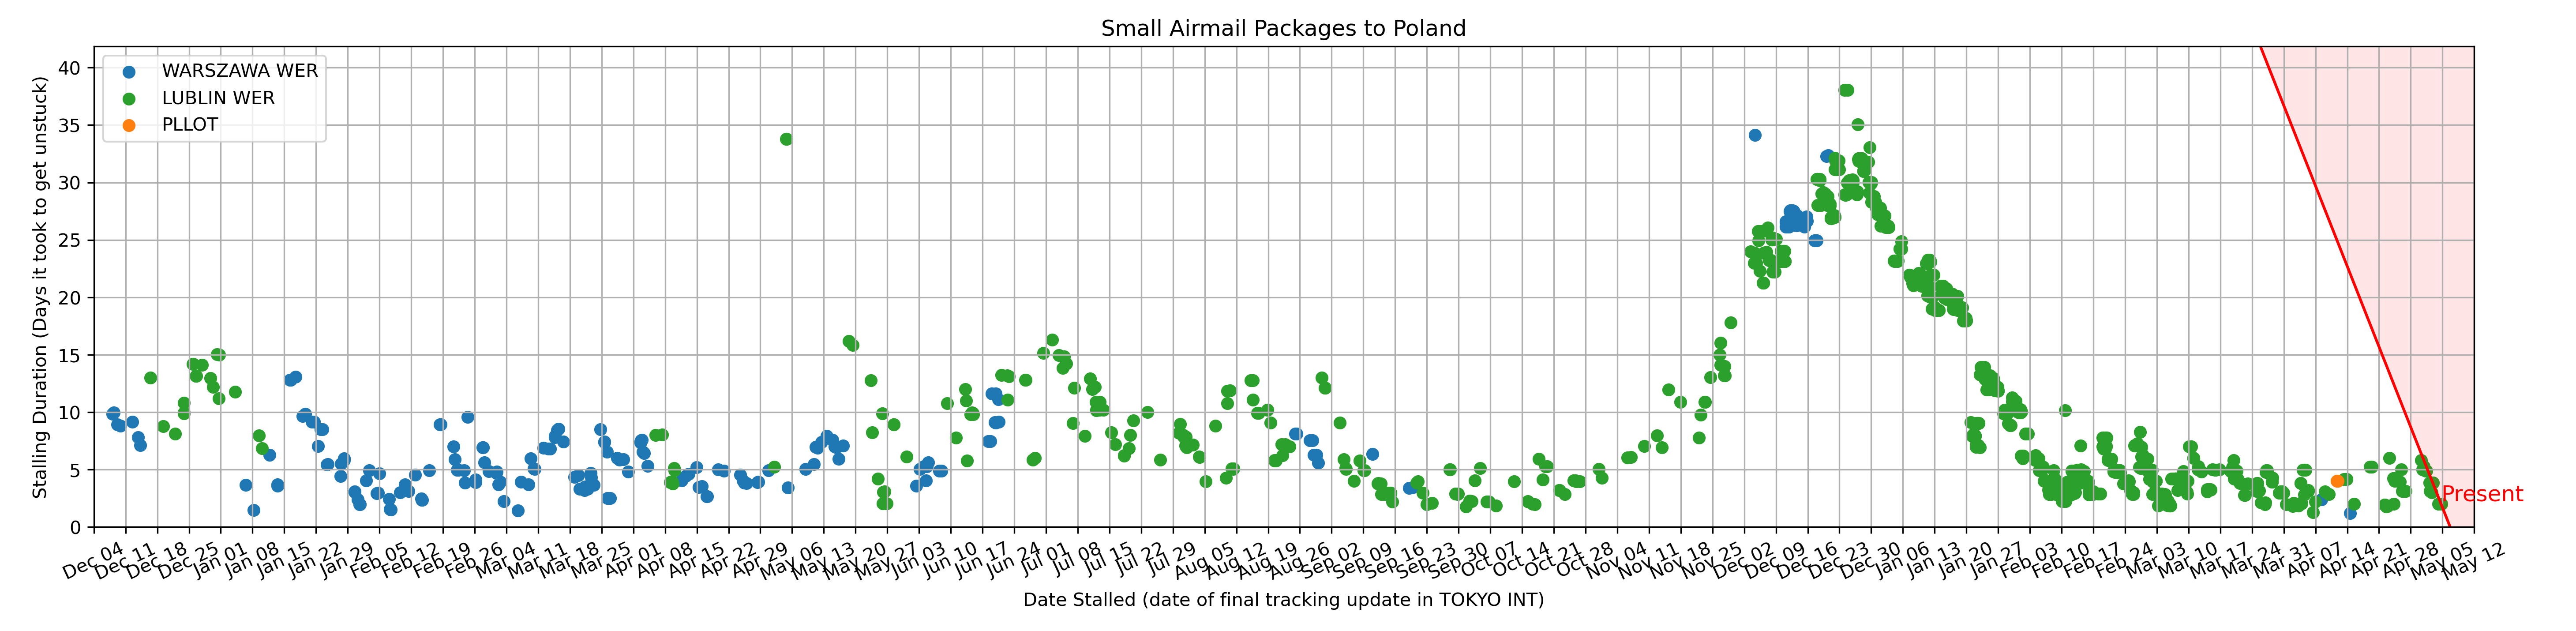 Small Airmail Packages to Poland
WARSZAWA WER
LUBLIN WER
PLLOT
Stalling Duration (Days it took to get unstuck)
40
35
30
25
20
15
10
5
0
Present
Dec 04
Dec 11
Dec 18
Dec 25
Jan 01
Jan 08
Jan 15
Jan 22
Jan 29
Feb 05
Feb 12
Feb 19
Feb 26
Mar 04
Mar 11
Mar 18
Mar 25
Apr 01
Apr 08
Apr 15
Apr 22
Apr 29
May 06
May 13
May 20
May 27
Jun 03
Jun 10
Jun 17
Jun 24
Jul 01
Jul 08
Jul 15
Jul 22
Jul 29
Aug 05
Aug 12
Aug 19
Aug 26
Sep 02
Sep 09
Sep 16
Sep 23
Sep 30
Oct 07
Oct 14
Oct 21
Oct 28
Nov 04
Nov 11
Nov 18
Nov 25
Dec 02
Dec 09
Dec 16
Dec 23
Dec 30
Jan 06
Jan 13
Jan 20
Jan 27
Feb 03
Feb 10
Feb 17
Feb 24
Mar 03
Mar 10
Mar 17
Mar 24
Mar 31
Apr 07
Apr 14
Apr 21
Apr 28
May 05
May 12
Date Stalled (date of final tracking update in TOKYO INT)